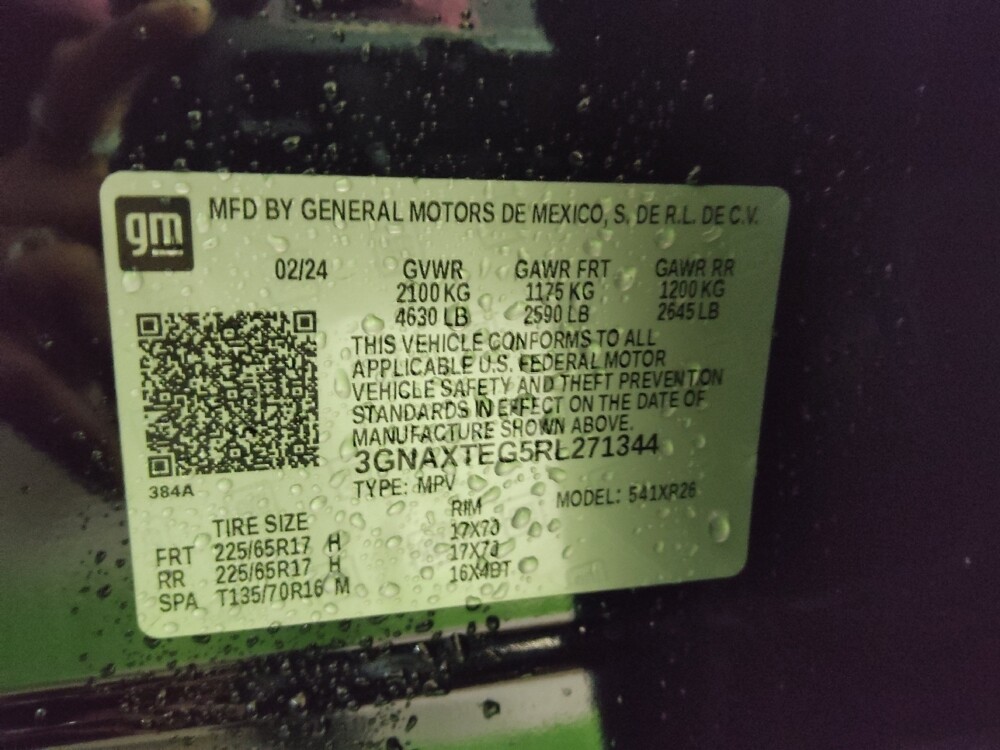 gm MFD BY GENERAL MOTORS DE MEXICO, S. DE R.L. DE C.V.
02/24 GVWR GAWR FRT GAWR RR
2100 KG 1175 KG 1200 KG
4630 LB 2590 LB 2645 LB
THIS VEHICLE CONFORMS TO ALL
APPLICABLE U.S. FEDERAL MOTOR
VEHICLE SAFETY AND THEFT PREVENTION
STANDARDS IN EFFECT ON THE DATE OF
MANUFACTURE SHOWN ABOVE.
3GNAXTEG5RL271344
384A TYPE: MPV MODEL: 541XR26
TIRE SIZE RIM
FRT 225/65R17 H 17X7J
RR 225/65R17 H 17X7J
SPA T135/70R16 M 16X4BT